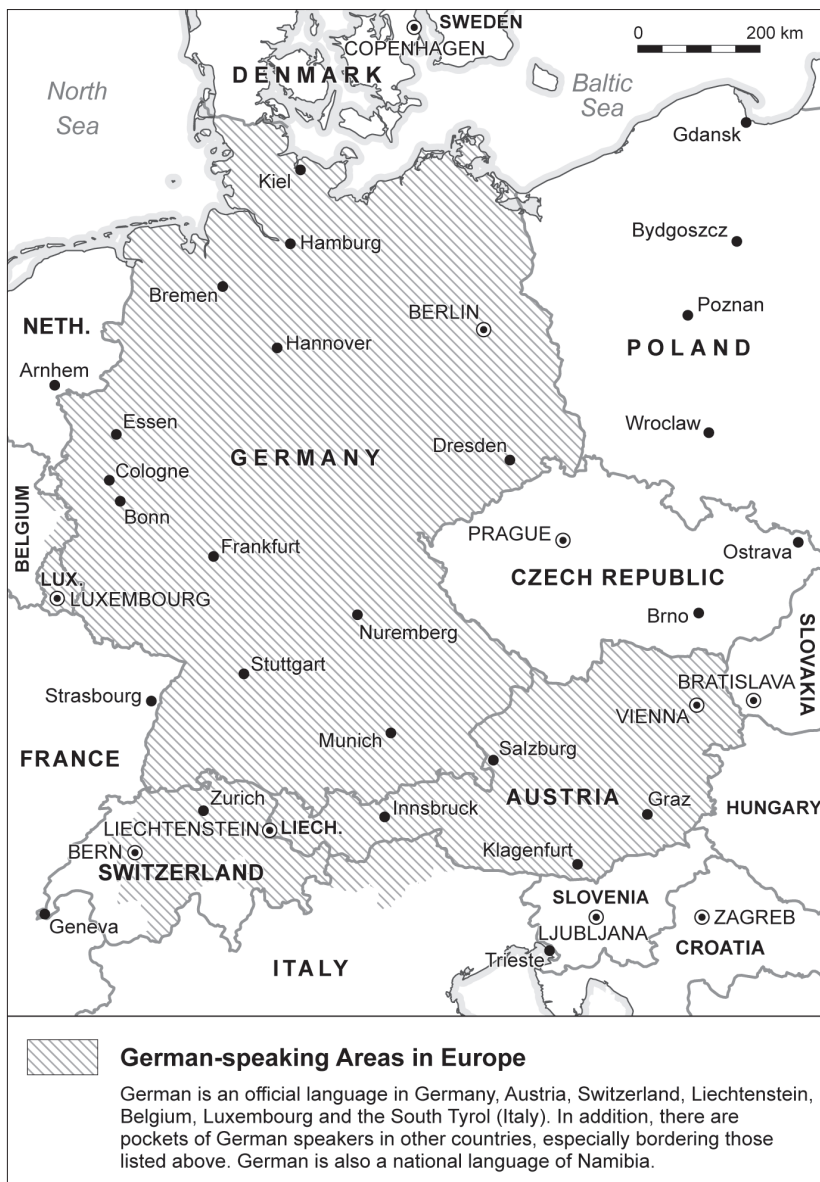 SWEDEN
COPENHAGEN
0 200 km
DENMARK
North
Sea
Baltic
Sea
Gdansk
Kiel
Hamburg
Bydgoszcz
Bremen
BERLIN
Poznan
NETH.
Hannover
POLAND
Arnhem
Essen
Wroclaw
GERMANY
Dresden
Cologne
BELGIUM
Bonn
PRAGUE
Frankfurt
Ostrava
CZECH REPUBLIC
LUX.
LUXEMBOURG
Brno
Nuremberg
SLOVAKIA
Stuttgart
BRATISLAVA
Strasbourg
VIENNA
Munich
Salzburg
FRANCE
AUSTRIA
Zurich
Innsbruck
Graz
HUNGARY
LIECHTENSTEIN
LIECH.
BERN
SWITZERLAND
Klagenfurt
SLOVENIA
Geneva
LJUBLJANA
ZAGREB
CROATIA
Trieste
ITALY
German-speaking Areas in Europe
German is an official language in Germany, Austria, Switzerland, Liechtenstein,
Belgium, Luxembourg and the South Tyrol (Italy). In addition, there are
pockets of German speakers in other countries, especially bordering those
listed above. German is also a national language of Namibia.